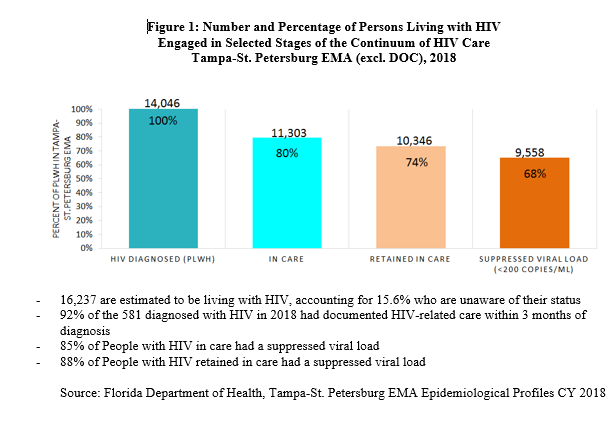 Figure 1: Number and Percentage of Persons Living with HIV
Engaged in Selected Stages of the Continuum of HIV Care
Tampa-St. Petersburg EMA (excl. DOC), 2018
PERCENT OF PLWH IN TAMPA-
ST. PETERSBURG EMA
100%
90%
80%
70%
60%
50%
40%
30%
20%
10%
0%
14,046
100%
11,303
80%
10,346
74%
9,558
68%
HIV DIAGNOSED (PLWH)
IN CARE
RETAINED IN CARE
SUPPRESSED VIRAL LOAD
(<200 COPIES/ML)
- 16,237 are estimated to be living with HIV, accounting for 15.6% who are unaware of their status
- 92% of the 581 diagnosed with HIV in 2018 had documented HIV-related care within 3 months of
diagnosis
- 85% of People with HIV in care had a suppressed viral load
- 88% of People with HIV retained in care had a suppressed viral load
Source: Florida Department of Health, Tampa-St. Petersburg EMA Epidemiological Profiles CY 2018